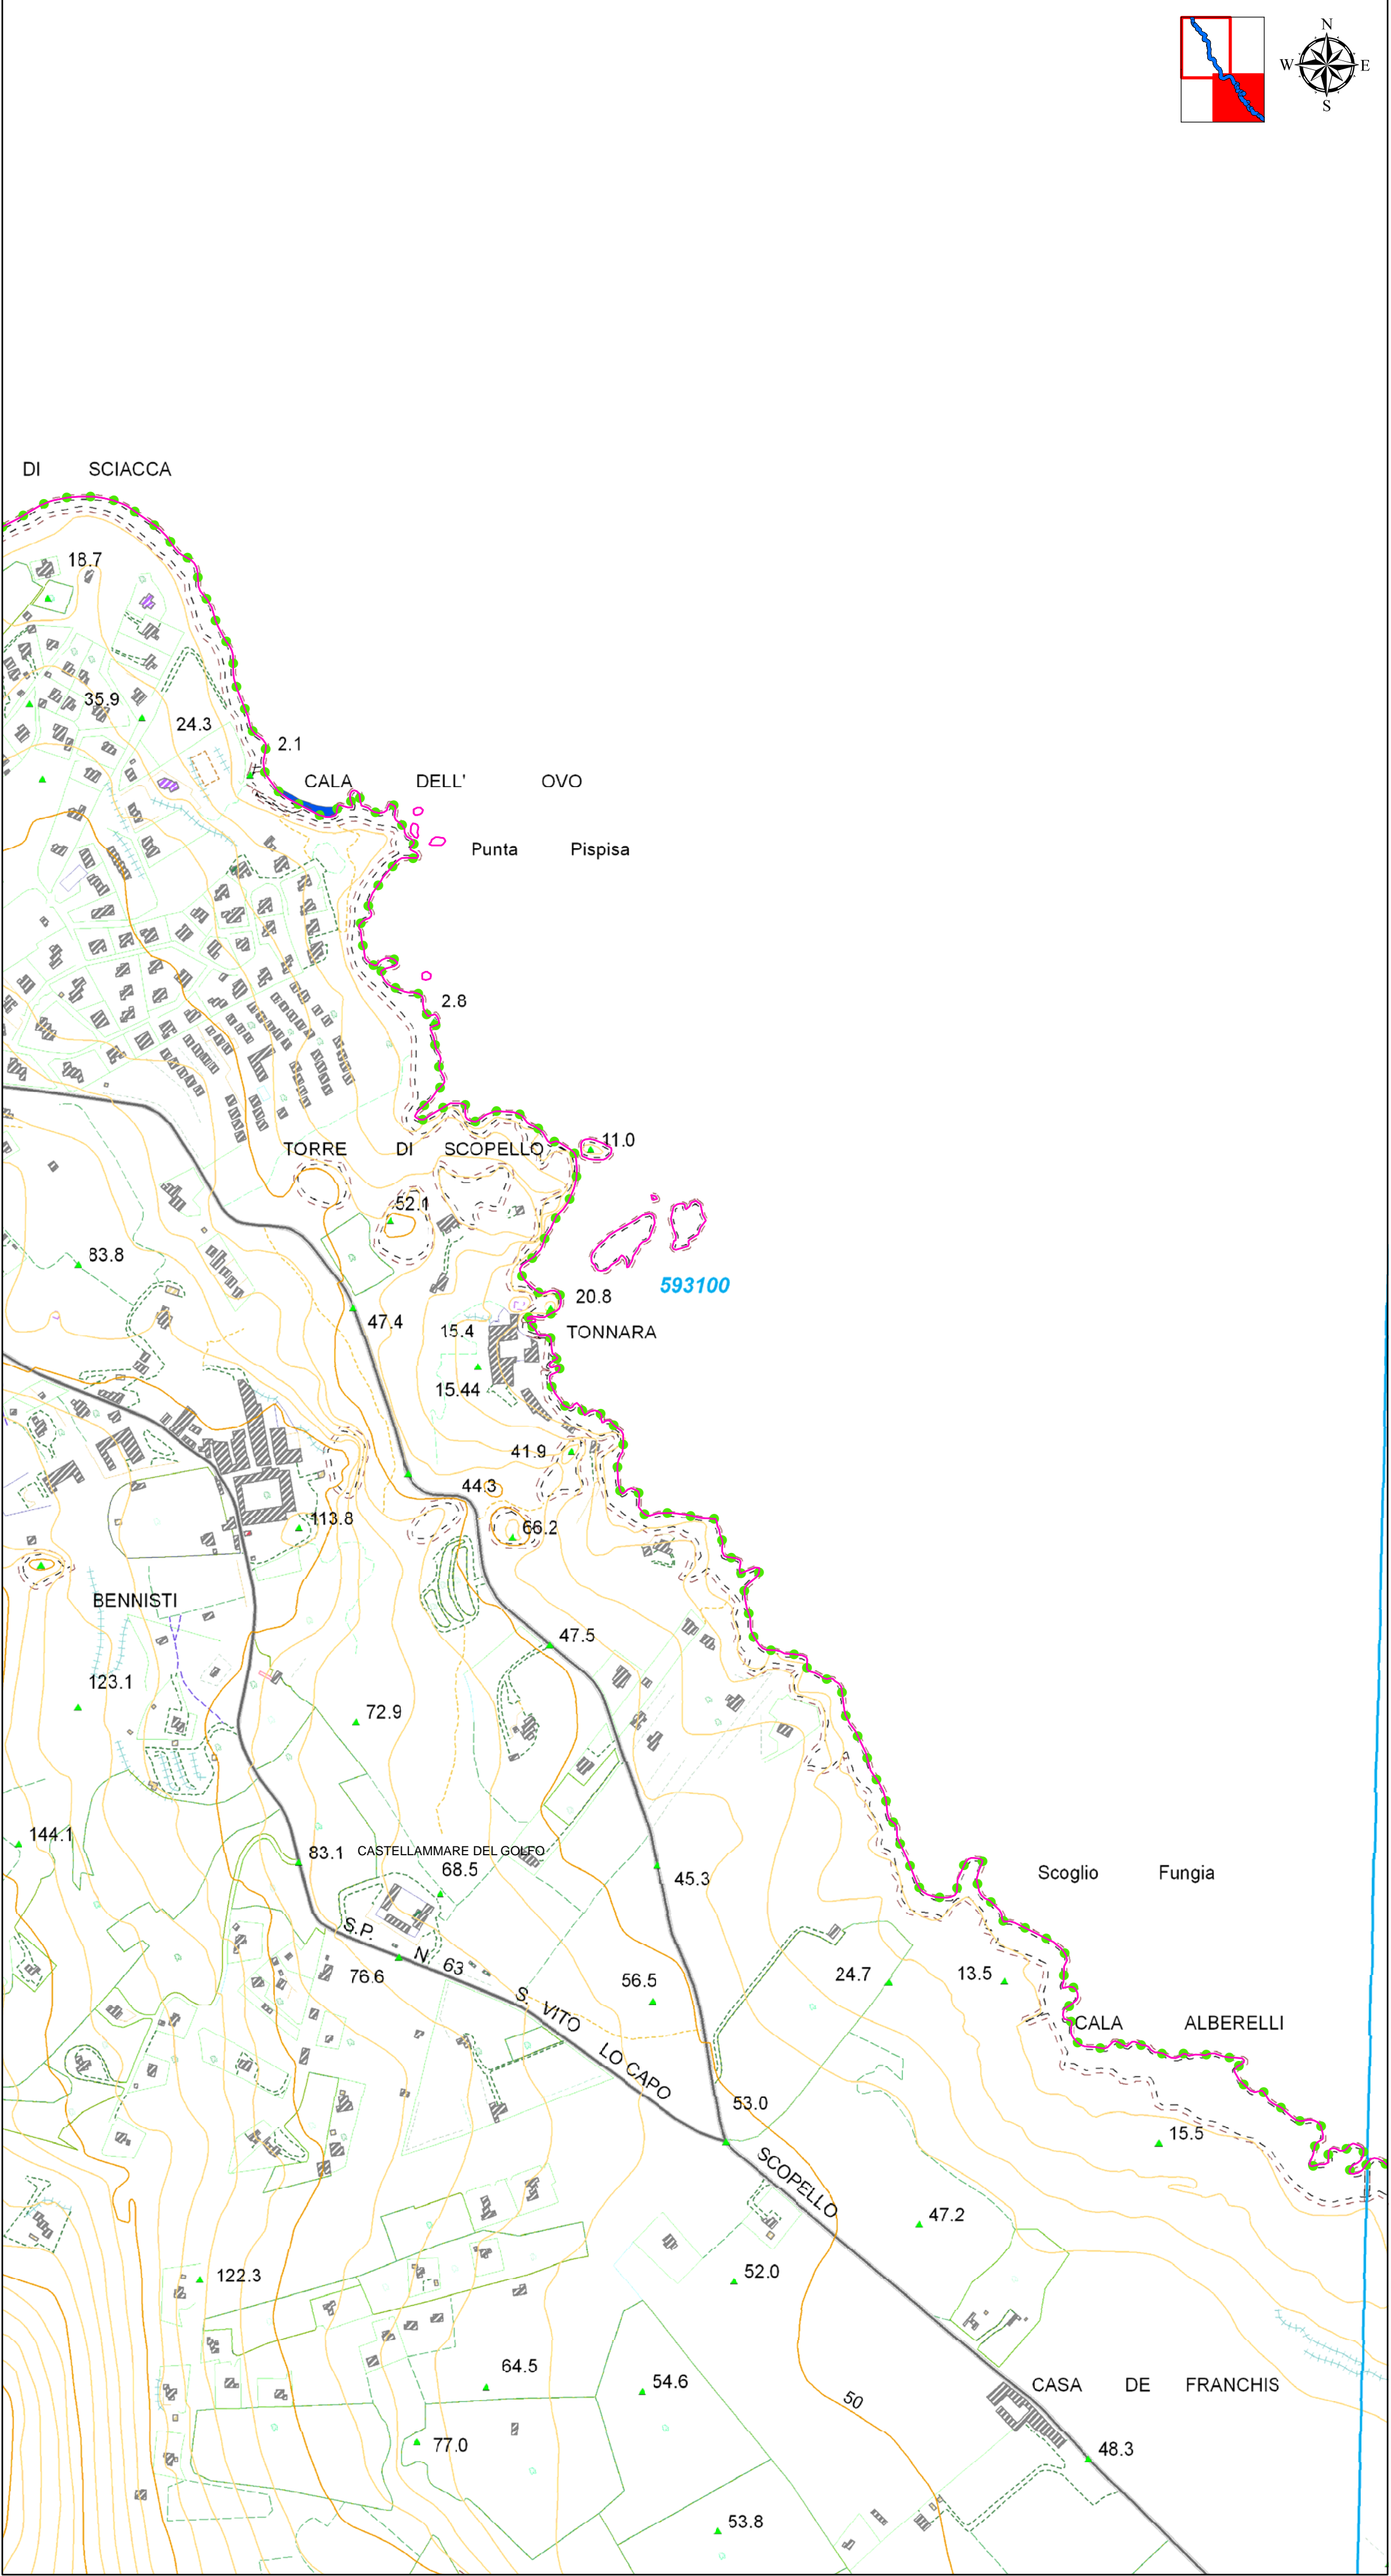 N
W E
S
DI SCIACCA
18.7
35.9
24.3
2.1
CALA DELL' OVO
Punta Pispisa
2.8
11.0
TORRE DI SCOPELLO
52.1
83.8
593100
20.8
47.4
15.4
TONNARA
15.44
41.9
44.3
113.8
66.2
BENNISTI
47.5
123.1
72.9
144.1
83.1
CASTELLAMMARE DEL GOLFO
68.5
Scoglio Fungia
45.3
S.P. N. 63 S. VITO LO CAPO
76.6
56.5
24.7
13.5
CALA ALBERELLI
53.0
15.5
SCOPELLO
47.2
52.0
122.3
64.5
54.6
CASA DE FRANCHIS
50
77.0
48.3
53.8